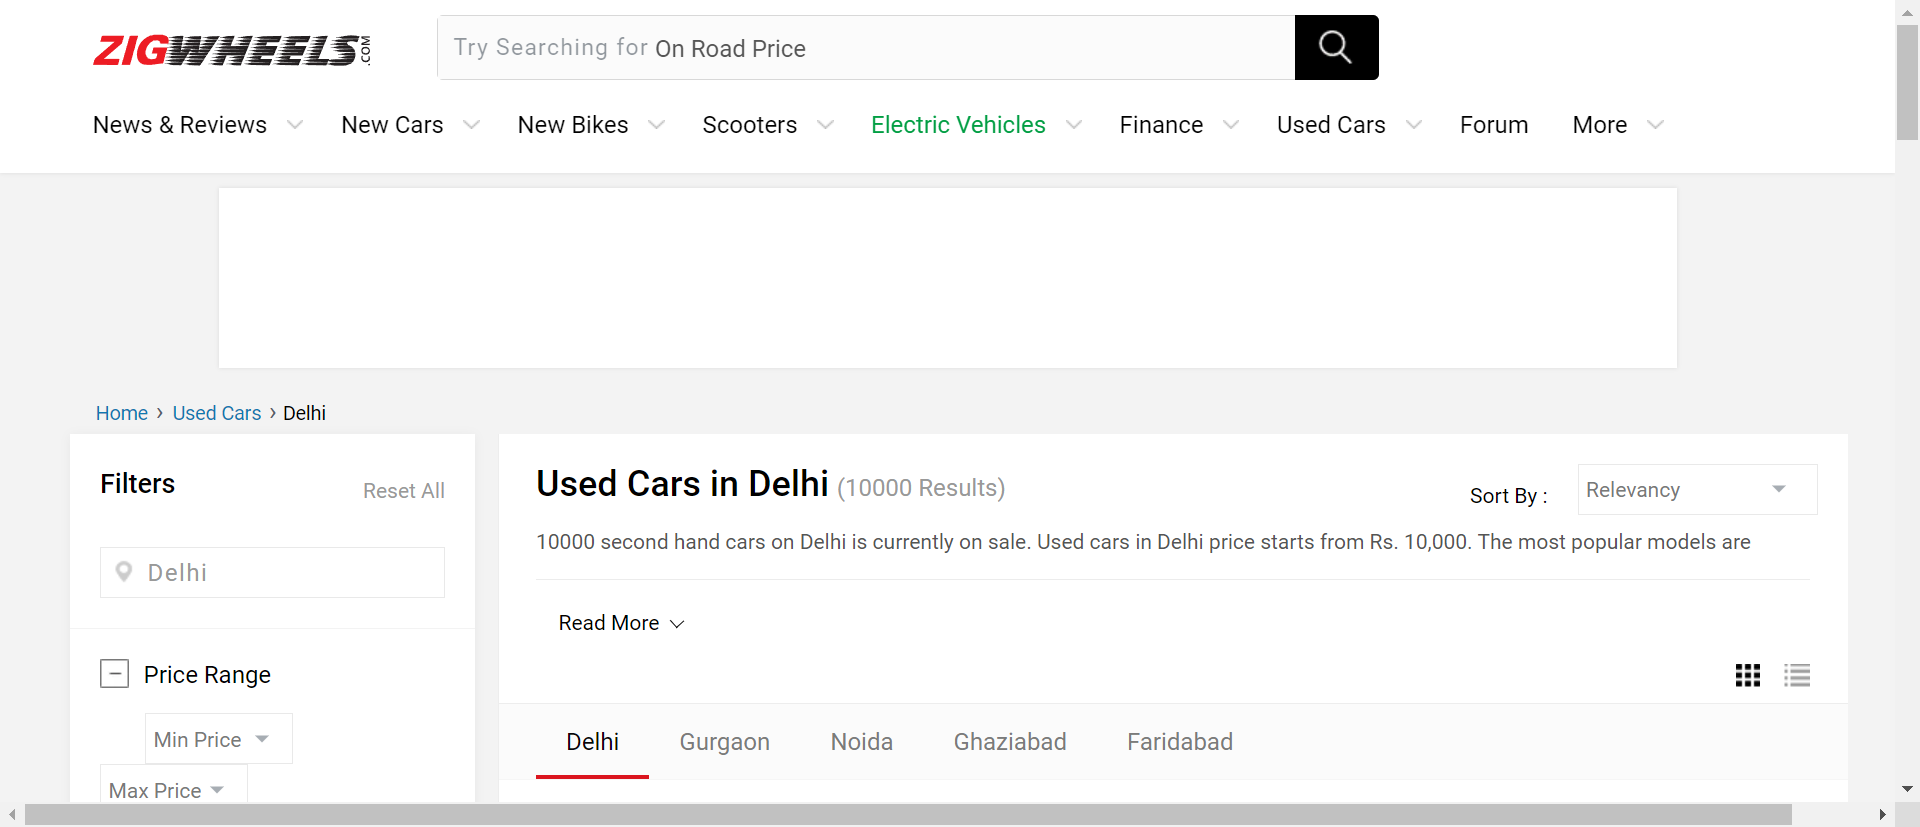 ZIGWHEELS.COM
Try Searching for On Road Price
News & Reviews New Cars New Bikes Scooters Electric Vehicles Finance Used Cars Forum More
Home › Used Cars › Delhi
Filters
Reset All
Delhi
Price Range
Min Price
Max Price
Used Cars in Delhi (10000 Results)
Sort By :
Relevancy
10000 second hand cars on Delhi is currently on sale. Used cars in Delhi price starts from Rs. 10,000. The most popular models are
Read More
Delhi Gurgaon Noida Ghaziabad Faridabad